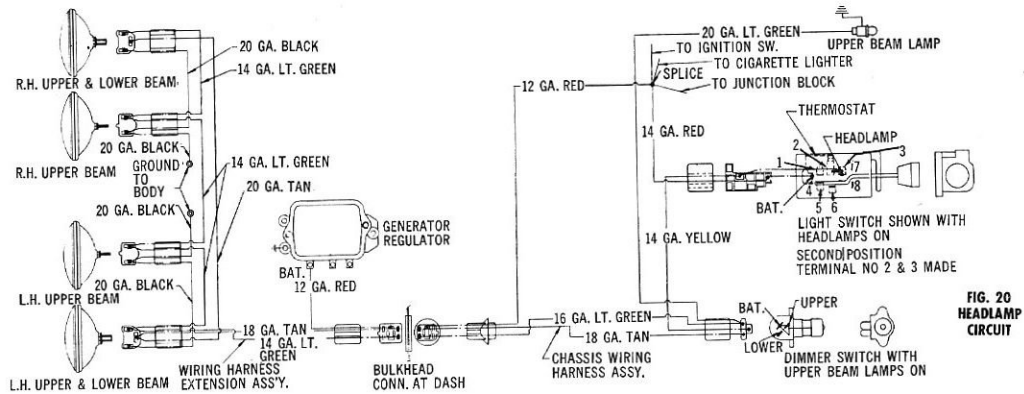 R.H. UPPER & LOWER BEAM
R.H. UPPER BEAM
20 GA. BLACK
14 GA. LT. GREEN
20 GA. BLACK
GROUND
TO
BODY
20 GA. BLACK
14 GA. LT. GREEN
20 GA. TAN
L.H. UPPER BEAM
20 GA. BLACK
L.H. UPPER & LOWER BEAM
18 GA. TAN
14 GA. LT.
GREEN
WIRING HARNESS
EXTENSION ASS'Y.
GENERATOR
REGULATOR
BAT.
12 GA. RED
BULKHEAD
CONN. AT DASH
12 GA. RED
20 GA. LT. GREEN
UPPER BEAM LAMP
TO IGNITION SW.
TO CIGARETTE LIGHTER
SPLICE
TO JUNCTION BLOCK
14 GA. RED
THERMOSTAT
HEADLAMP
1
2
3
7
4
8
BAT.
5
6
LIGHT SWITCH SHOWN WITH
HEADLAMPS ON
SECOND POSITION
TERMINAL NO 2 & 3 MADE
14 GA. YELLOW
16 GA. LT. GREEN
18 GA. TAN
CHASSIS WIRING
HARNESS ASSY.
BAT.
UPPER
LOWER
DIMMER SWITCH WITH
UPPER BEAM LAMPS ON
FIG. 20
HEADLAMP
CIRCUIT